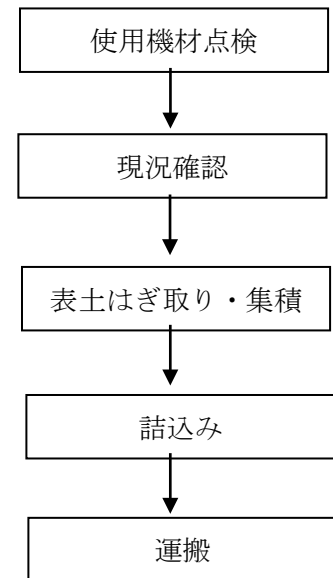 使用機材点検
現況確認
表土はぎ取り・集積
詰込み
運搬